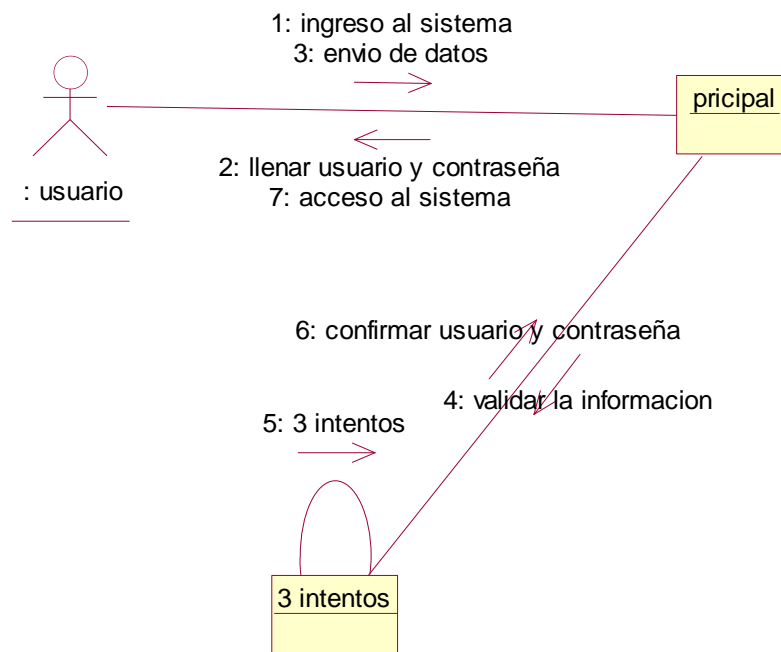 1: ingreso al sistema
3: envio de datos
pricipal
2: llenar usuario y contraseña
7: acceso al sistema
: usuario
6: confirmar usuario y contraseña
4: validar la informacion
5: 3 intentos
3 intentos